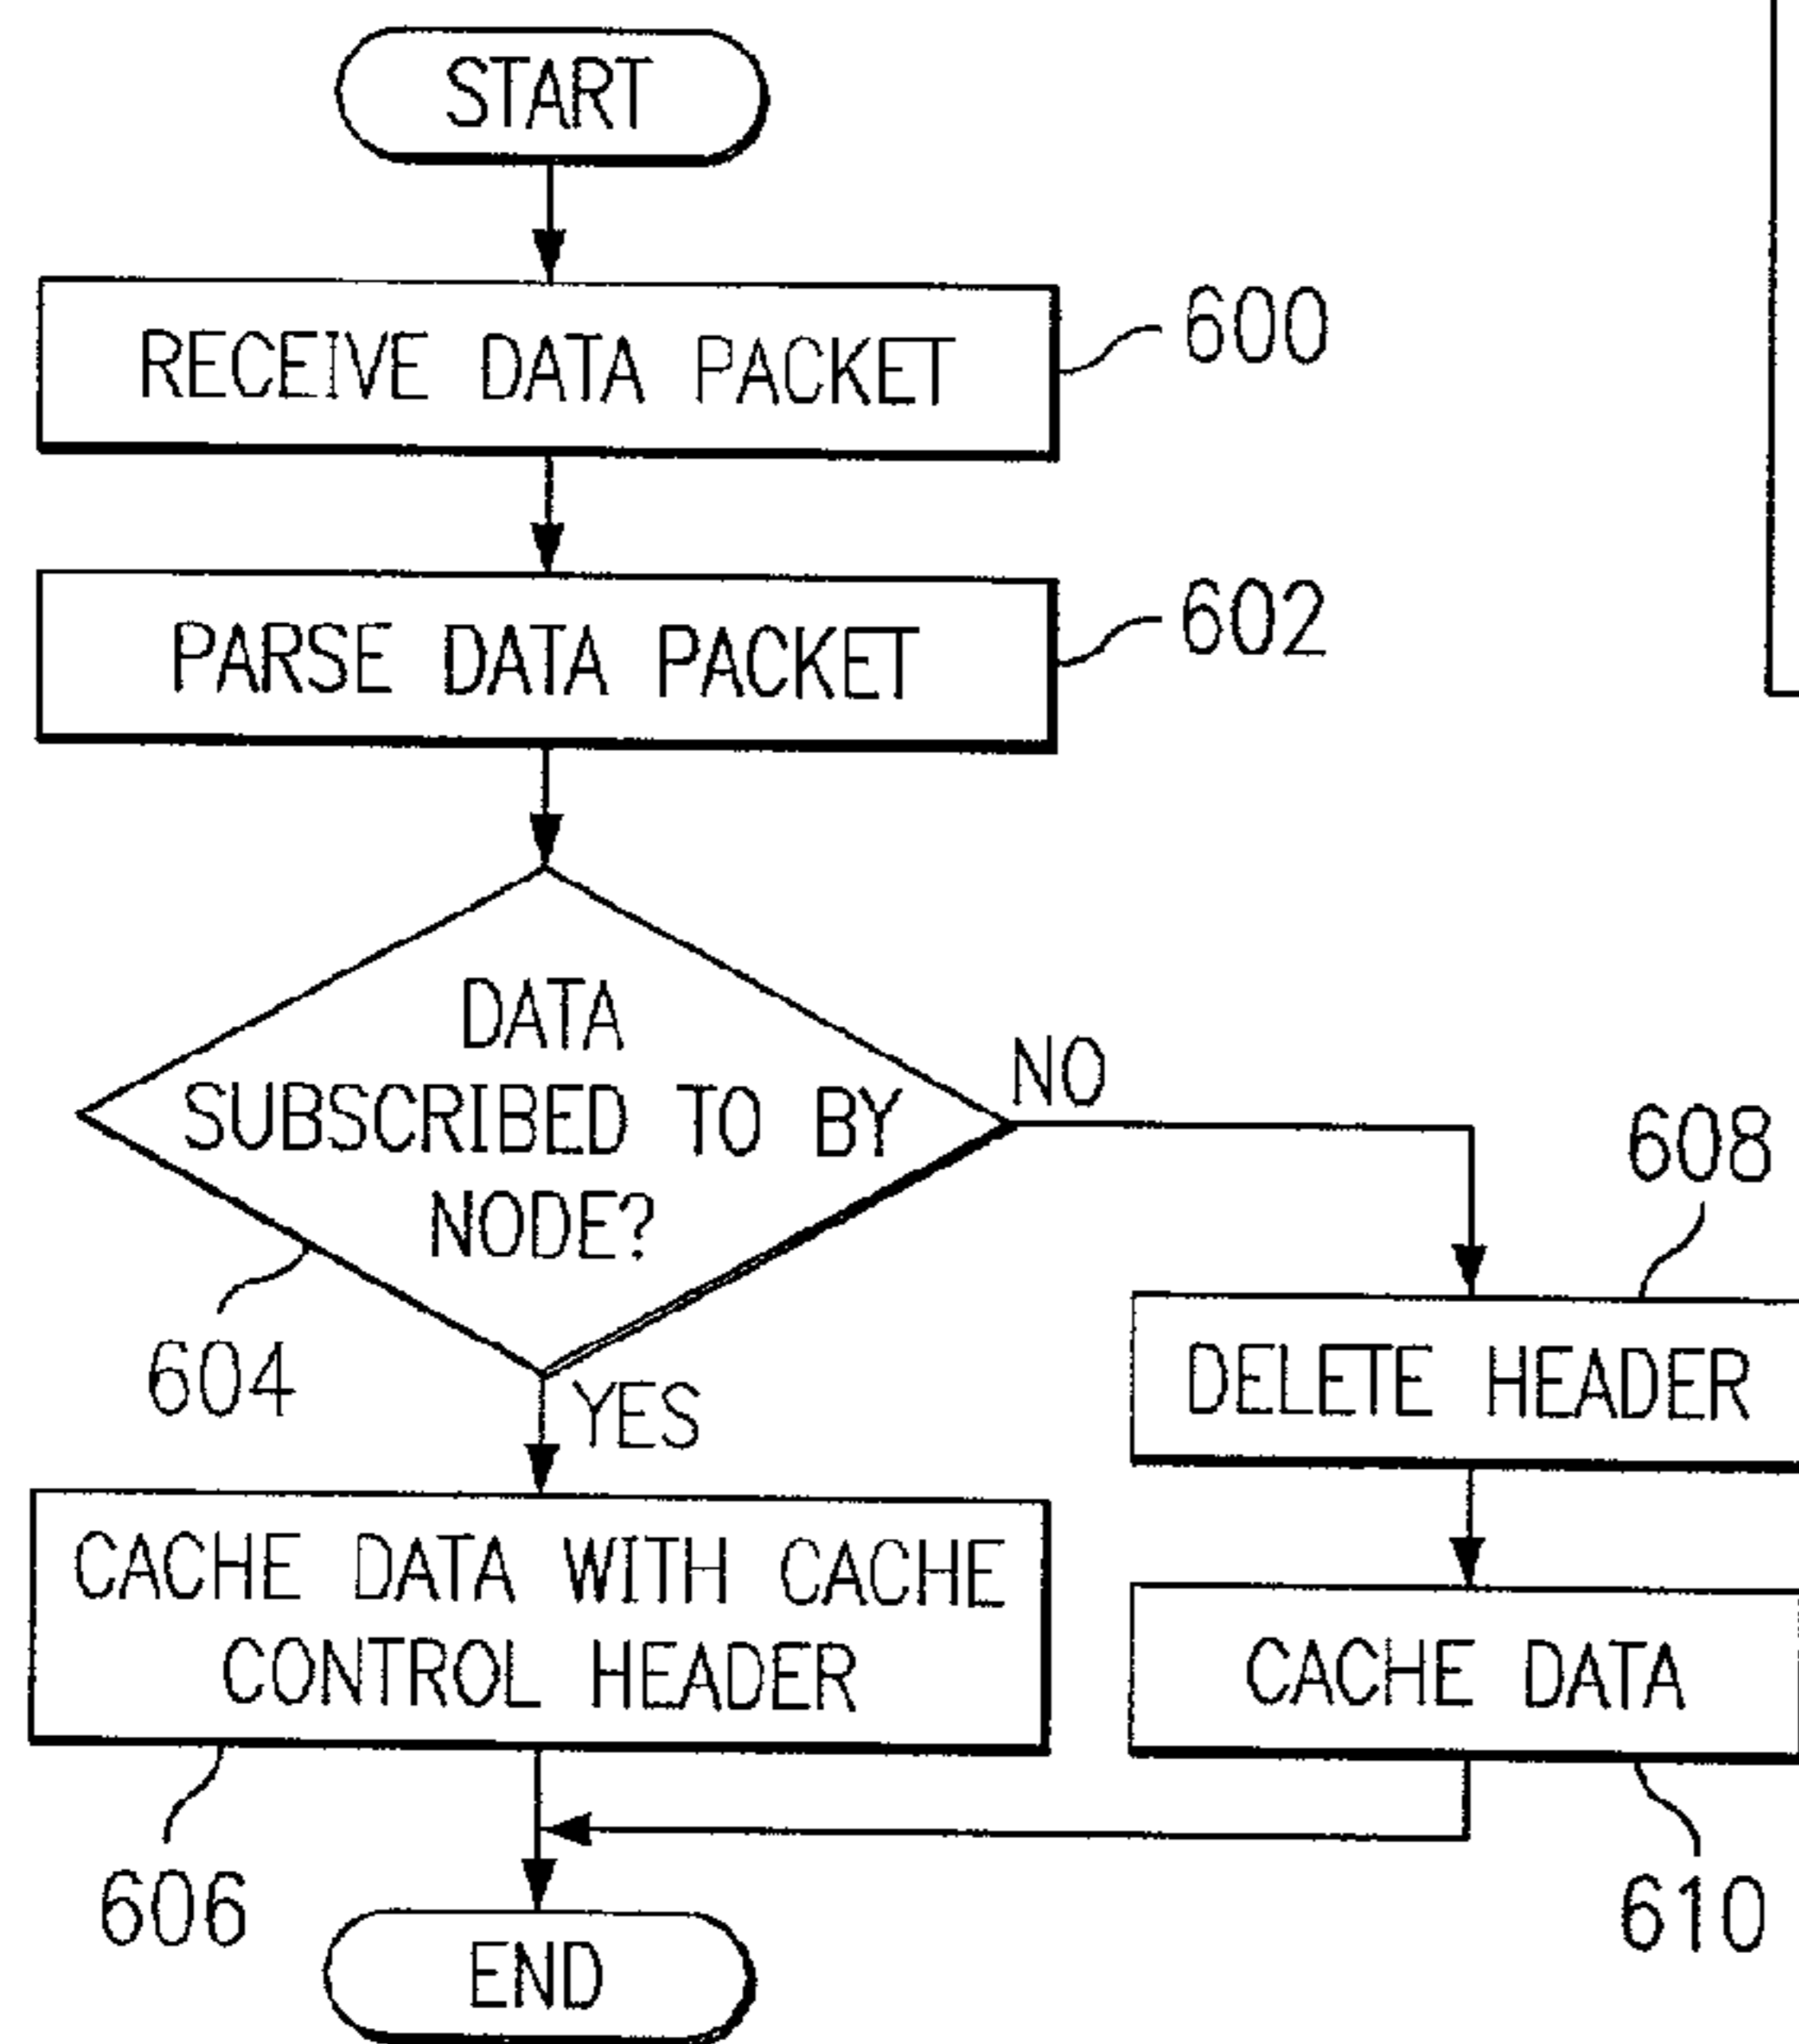 START
RECEIVE DATA PACKET
600
PARSE DATA PACKET
602
DATA
SUBSCRIBED TO BY
NODE?
604
NO
YES
608
DELETE HEADER
CACHE DATA WITH CACHE
CONTROL HEADER
606
CACHE DATA
610
END